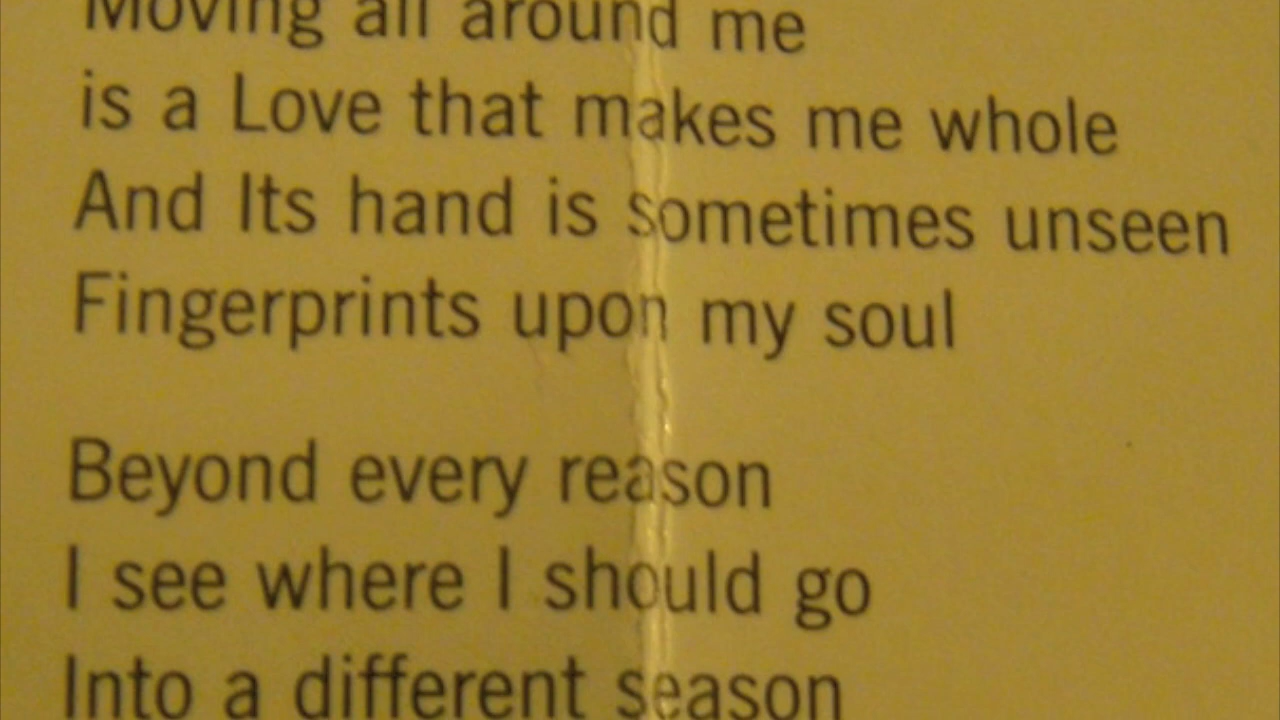 Moving all around me
is a Love that makes me whole
And Its hand is sometimes unseen
Fingerprints upon my soul
Beyond every reason
I see where I should go
Into a different season